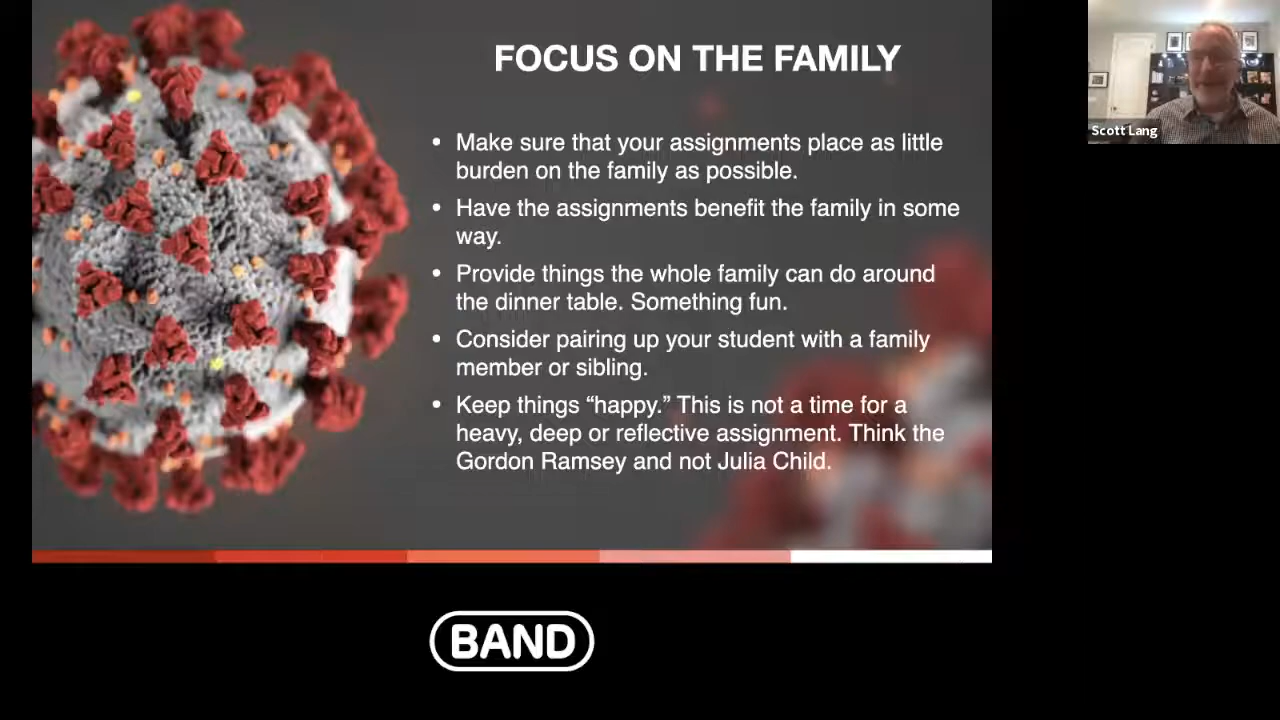 FOCUS ON THE FAMILY
Scott Lang
• Make sure that your assignments place as little
burden on the family as possible.
• Have the assignments benefit the family in some
way.
• Provide things the whole family can do around
the dinner table. Something fun.
• Consider pairing up your student with a family
member or sibling.
• Keep things “happy.” This is not a time for a
heavy, deep or reflective assignment. Think the
Gordon Ramsey and not Julia Child.
BAND